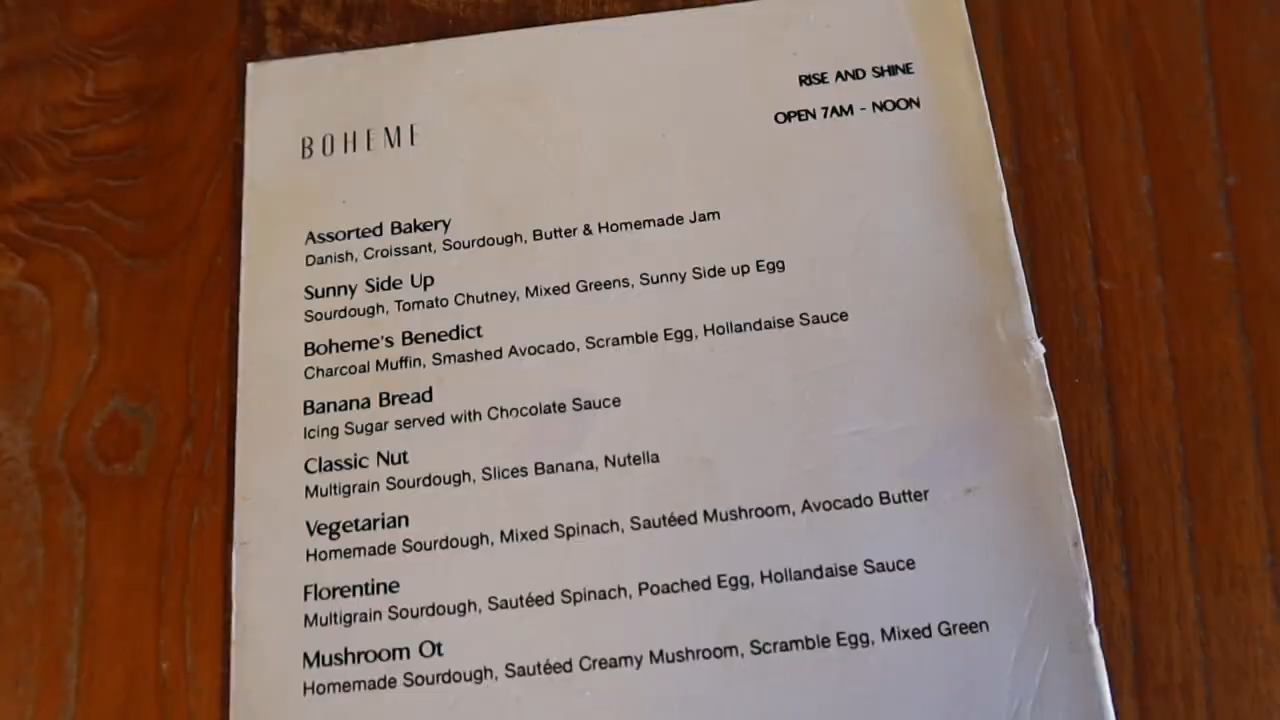 RISE AND SHINE
OPEN 7AM - NOON
BOHEME
Assorted Bakery
Danish, Croissant, Sourdough, Butter & Homemade Jam
Sunny Side Up
Sourdough, Tomato Chutney, Mixed Greens, Sunny Side up Egg
Boheme's Benedict
Charcoal Muffin, Smashed Avocado, Scramble Egg, Hollandaise Sauce
Banana Bread
Icing Sugar served with Chocolate Sauce
Classic Nut
Multigrain Sourdough, Slices Banana, Nutella
Vegetarian
Homemade Sourdough, Mixed Spinach, Sautéed Mushroom, Avocado Butter
Florentine
Multigrain Sourdough, Sautéed Spinach, Poached Egg, Hollandaise Sauce
Mushroom Ot
Homemade Sourdough, Sautéed Creamy Mushroom, Scramble Egg, Mixed Green